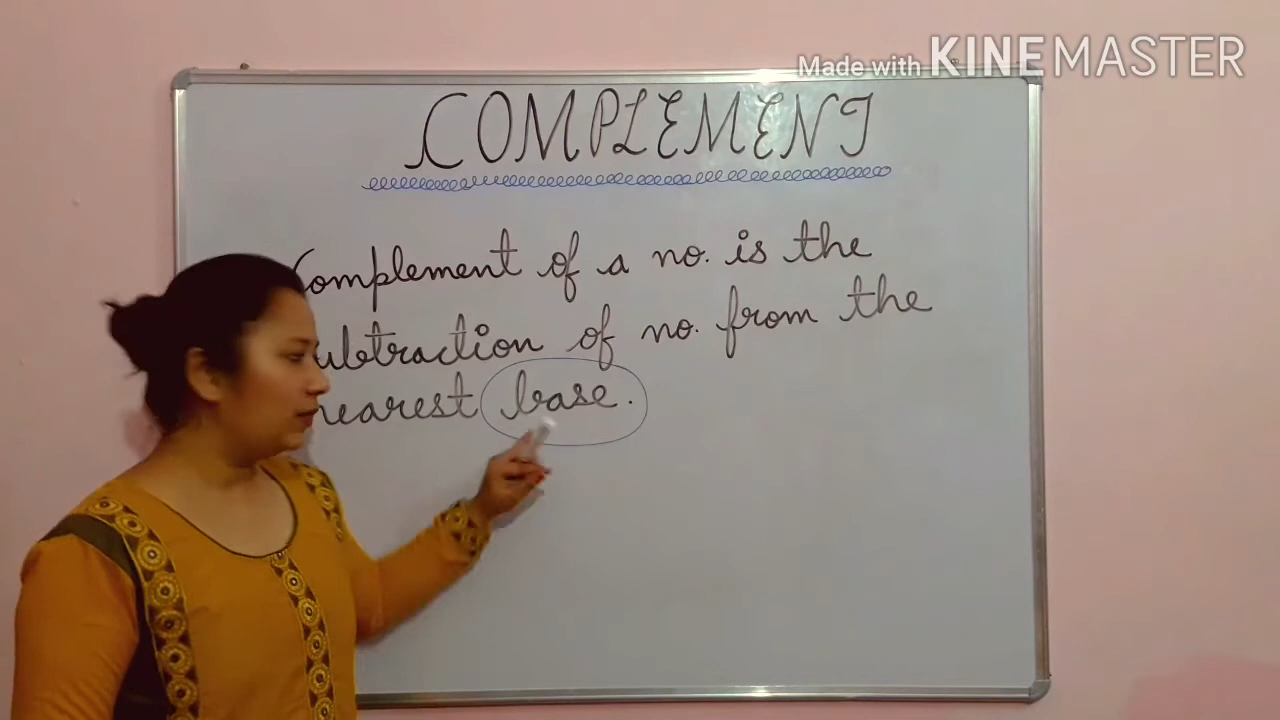 Made with KINEMASTER
COMPLEMENT
Complement of a no. is the
subtraction of no. from the
nearest base.